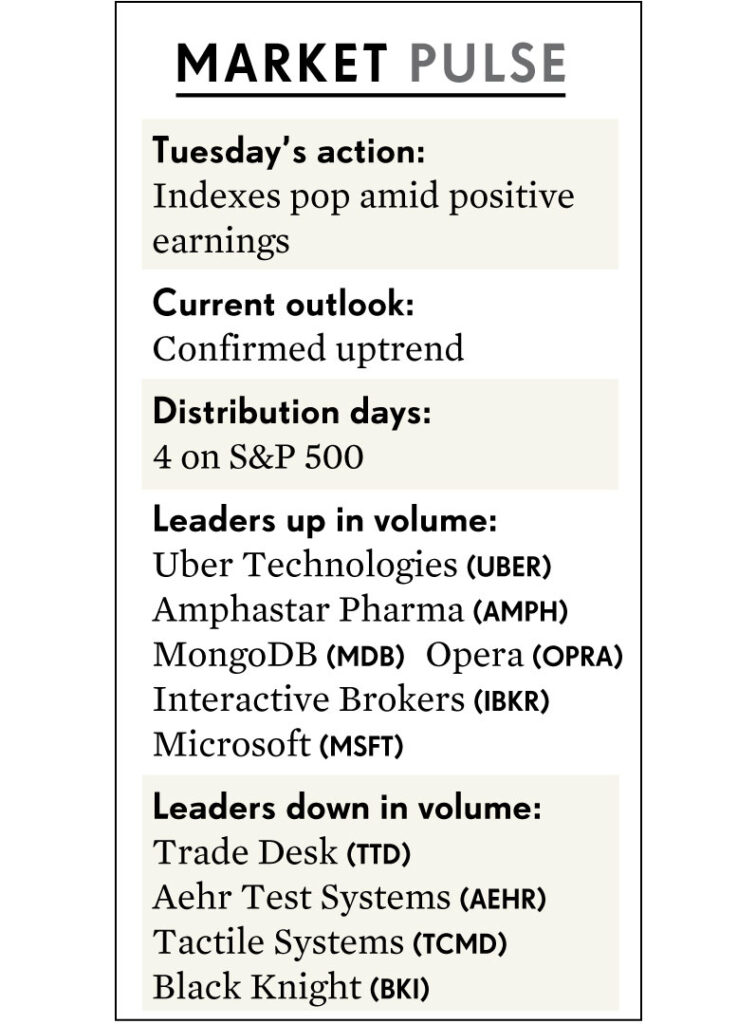 MARKET PULSE
Tuesday’s action:
Indexes pop amid positive
earnings
Current outlook:
Confirmed uptrend
Distribution days:
4 on S&P 500
Leaders up in volume:
Uber Technologies (UBER)
Amphastar Pharma (AMPH)
MongoDB (MDB) Opera (OPRA)
Interactive Brokers (IBKR)
Microsoft (MSFT)
Leaders down in volume:
Trade Desk (TTD)
Aehr Test Systems (AEHR)
Tactile Systems (TCMD)
Black Knight (BKI)